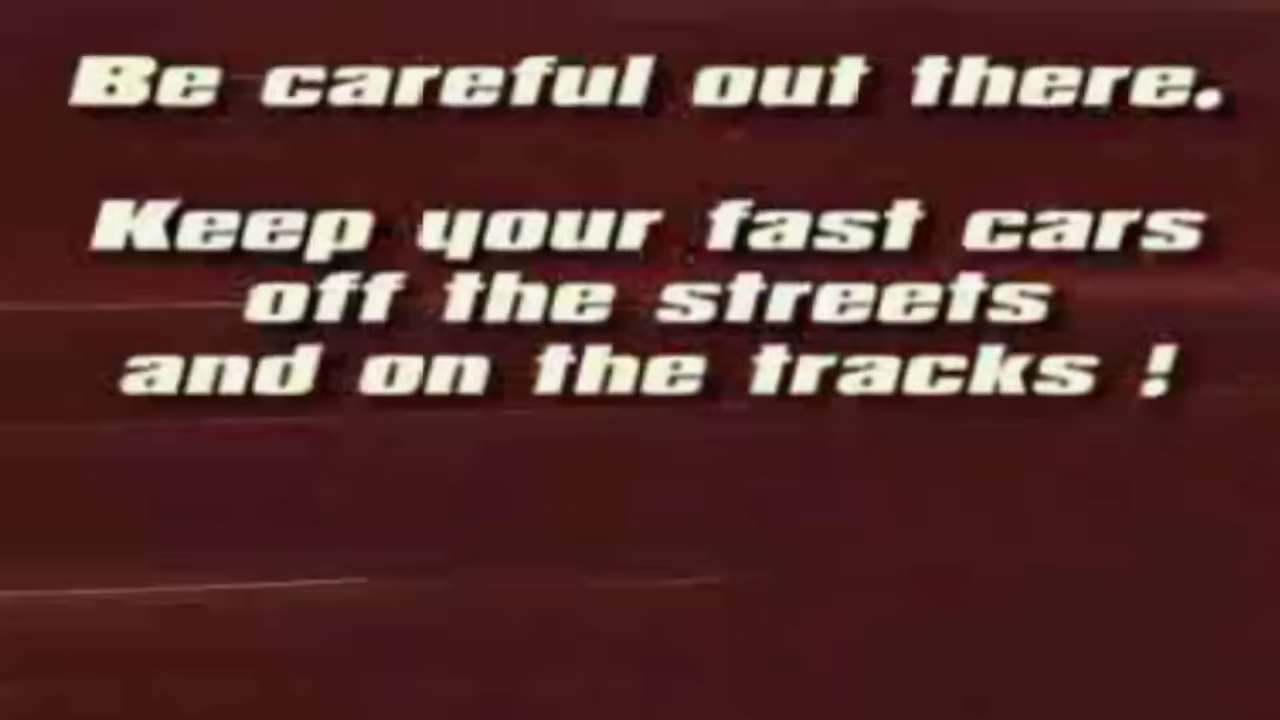 Be careful out there.
Keep your fast cars
off the streets
and on the tracks !